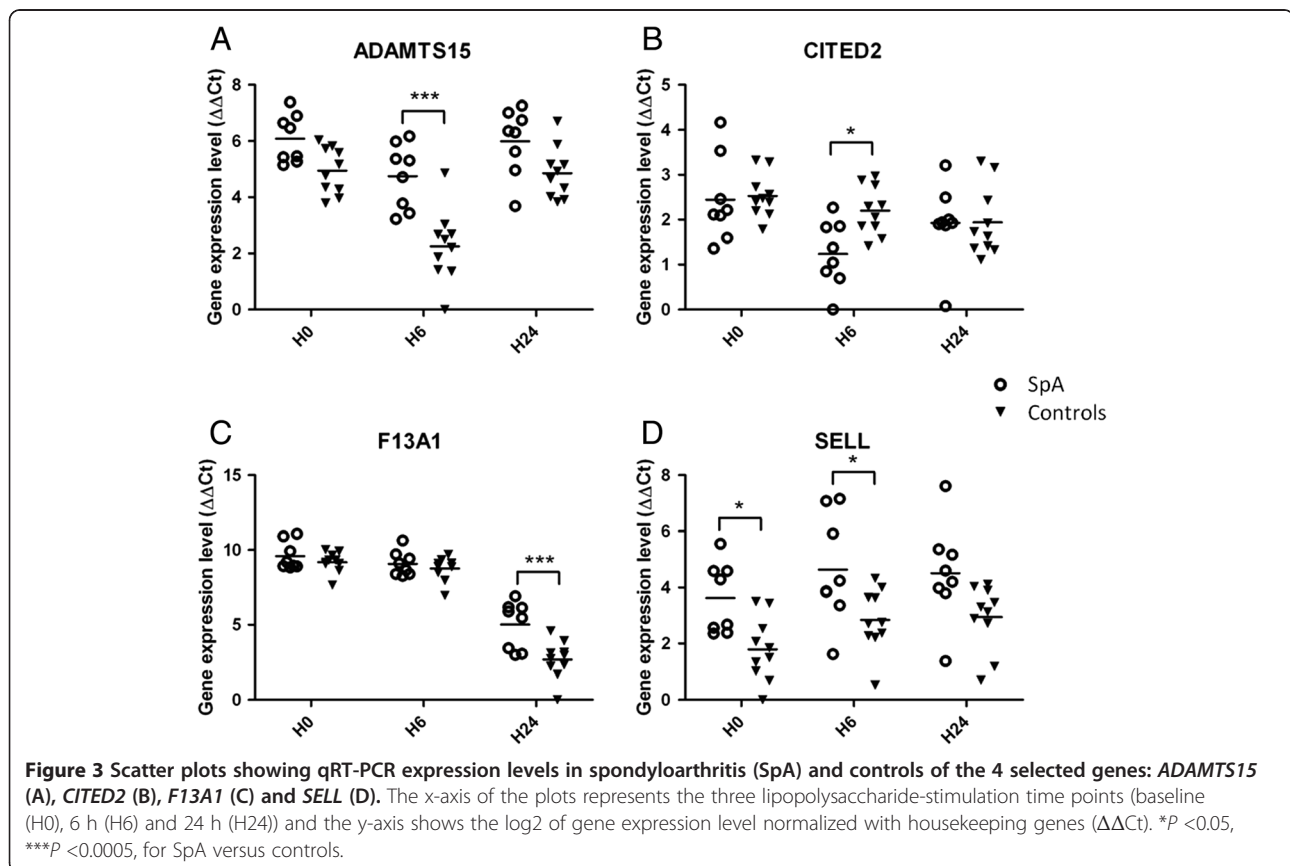 A
ADAMTS15
Gene expression level (ΔΔCt)
8
6
4
2
0
***
H0
H6
H24
B
CITED2
Gene expression level (ΔΔCt)
5
4
3
2
1
0
*
H0
H6
H24
SpA
Controls
C
F13A1
Gene expression level (ΔΔCt)
15
10
5
0
***
H0
H6
H24
D
SELL
Gene expression level (ΔΔCt)
8
6
4
2
0
*
*
H0
H6
H24
Figure 3 Scatter plots showing qRT-PCR expression levels in spondyloarthritis (SpA) and controls of the 4 selected genes: ADAMTS15
(A), CITED2 (B), F13A1 (C) and SELL (D). The x-axis of the plots represents the three lipopolysaccharide-stimulation time points (baseline
(H0), 6 h (H6) and 24 h (H24)) and the y-axis shows the log2 of gene expression level normalized with housekeeping genes (ΔΔCt). *P <0.05,
***P <0.0005, for SpA versus controls.